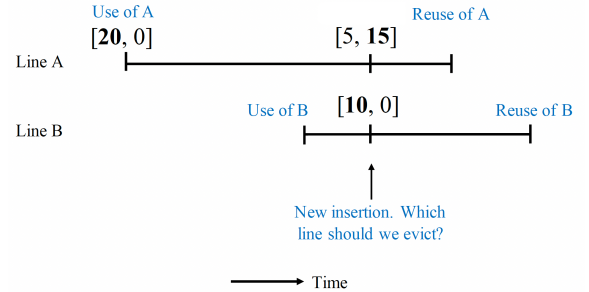 Use of A
Reuse of A
[20, 0]
[5, 15]
Line A
Use of B
[10, 0]
Reuse of B
Line B
New insertion. Which
line should we evict?
Time